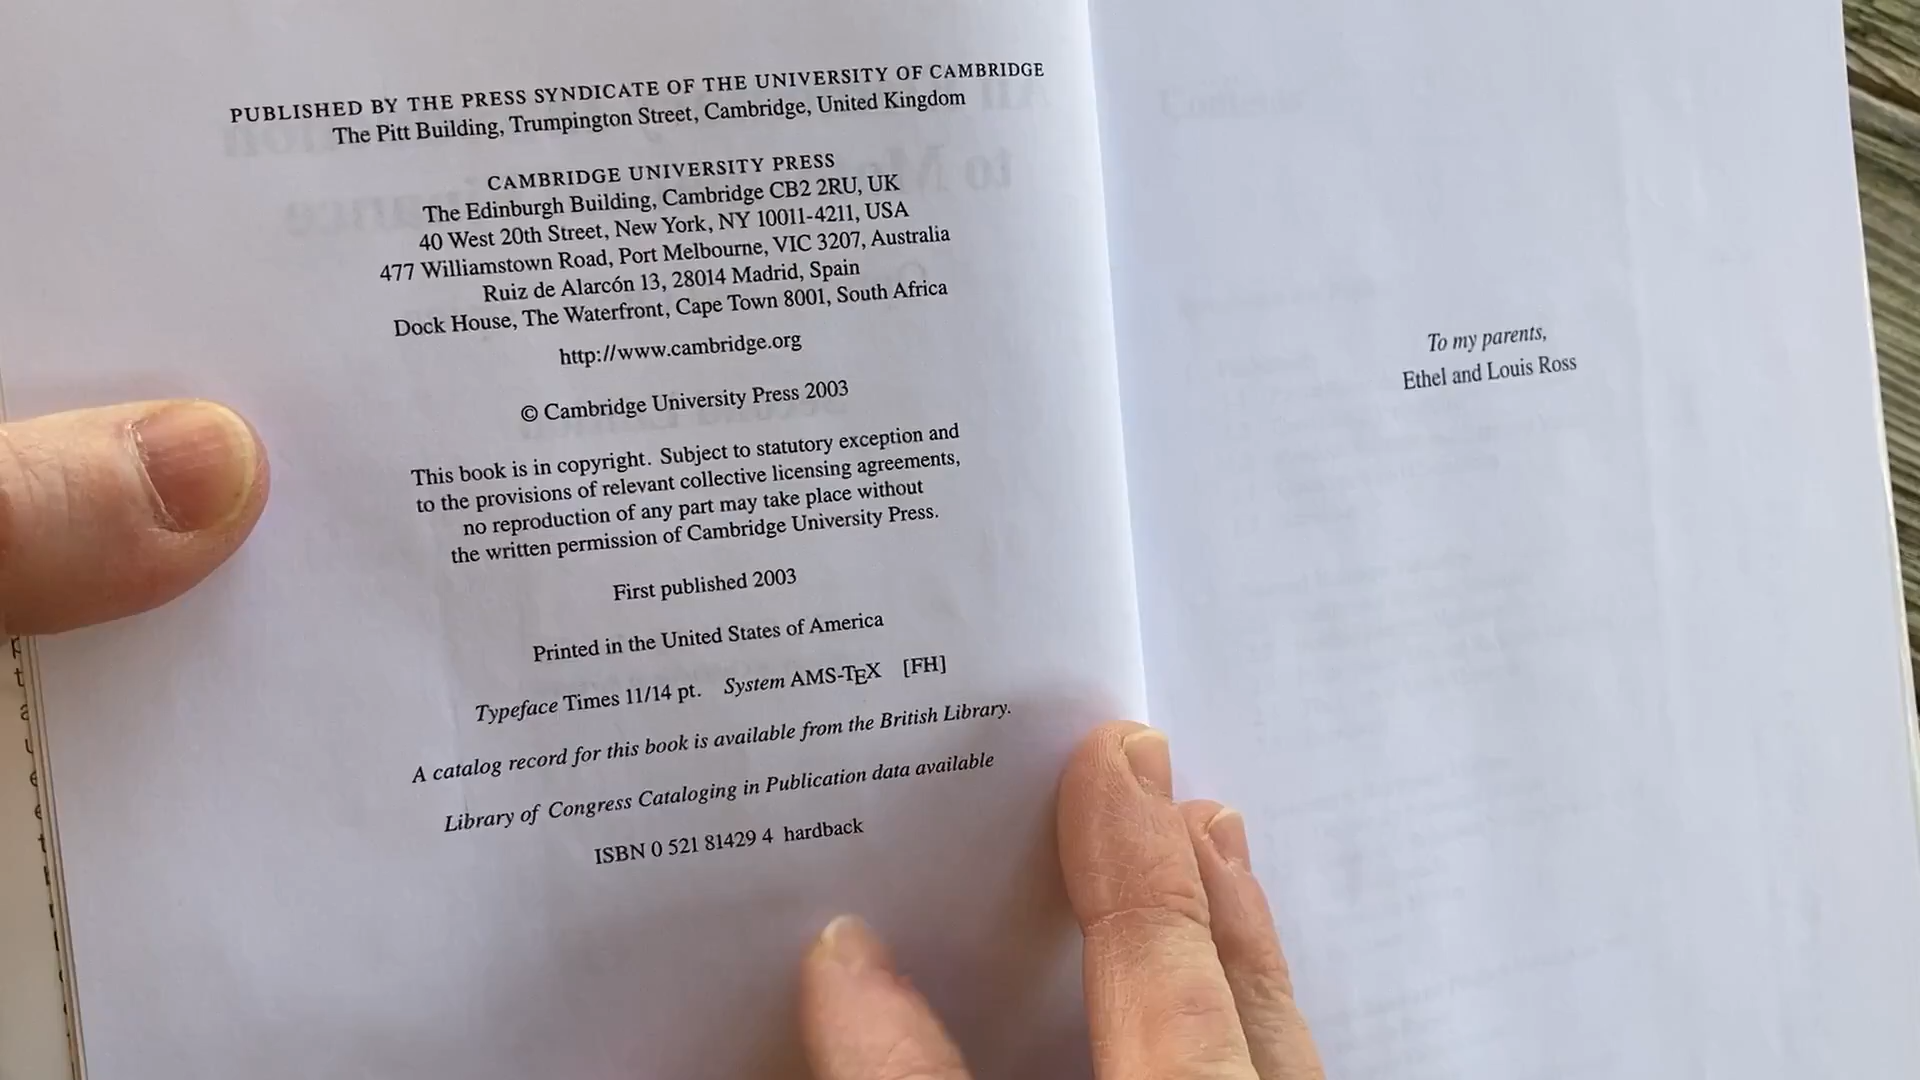 PUBLISHED BY THE PRESS SYNDICATE OF THE UNIVERSITY OF CAMBRIDGE
The Pitt Building, Trumpington Street, Cambridge, United Kingdom
CAMBRIDGE UNIVERSITY PRESS
The Edinburgh Building, Cambridge CB2 2RU, UK
40 West 20th Street, New York, NY 10011-4211, USA
477 Williamstown Road, Port Melbourne, VIC 3207, Australia
Ruiz de Alarcón 13, 28014 Madrid, Spain
Dock House, The Waterfront, Cape Town 8001, South Africa
http://www.cambridge.org
© Cambridge University Press 2003
This book is in copyright. Subject to statutory exception and
to the provisions of relevant collective licensing agreements,
no reproduction of any part may take place without
the written permission of Cambridge University Press.
First published 2003
Printed in the United States of America
Typeface Times 11/14 pt. System AMS-TEX [FH]
A catalog record for this book is available from the British Library.
Library of Congress Cataloging in Publication data available
ISBN 0 521 81429 4 hardback
To my parents,
Ethel and Louis Ross